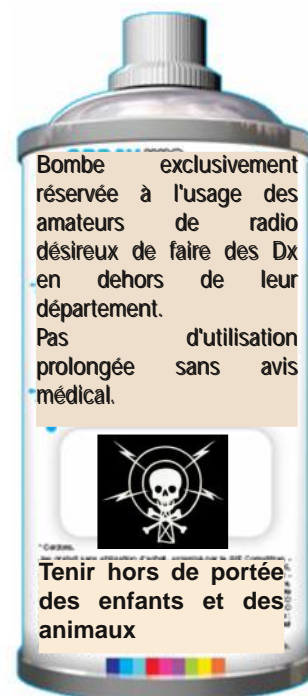 Bombe exclusivement
réservée à l'usage des
amateurs de radio
désireux de faire des Dx
en dehors de leur
département.
Pas d'utilisation
prolongée sans avis
médical.
* Cerdons,
Tenir hors de portée
des enfants et des
animaux